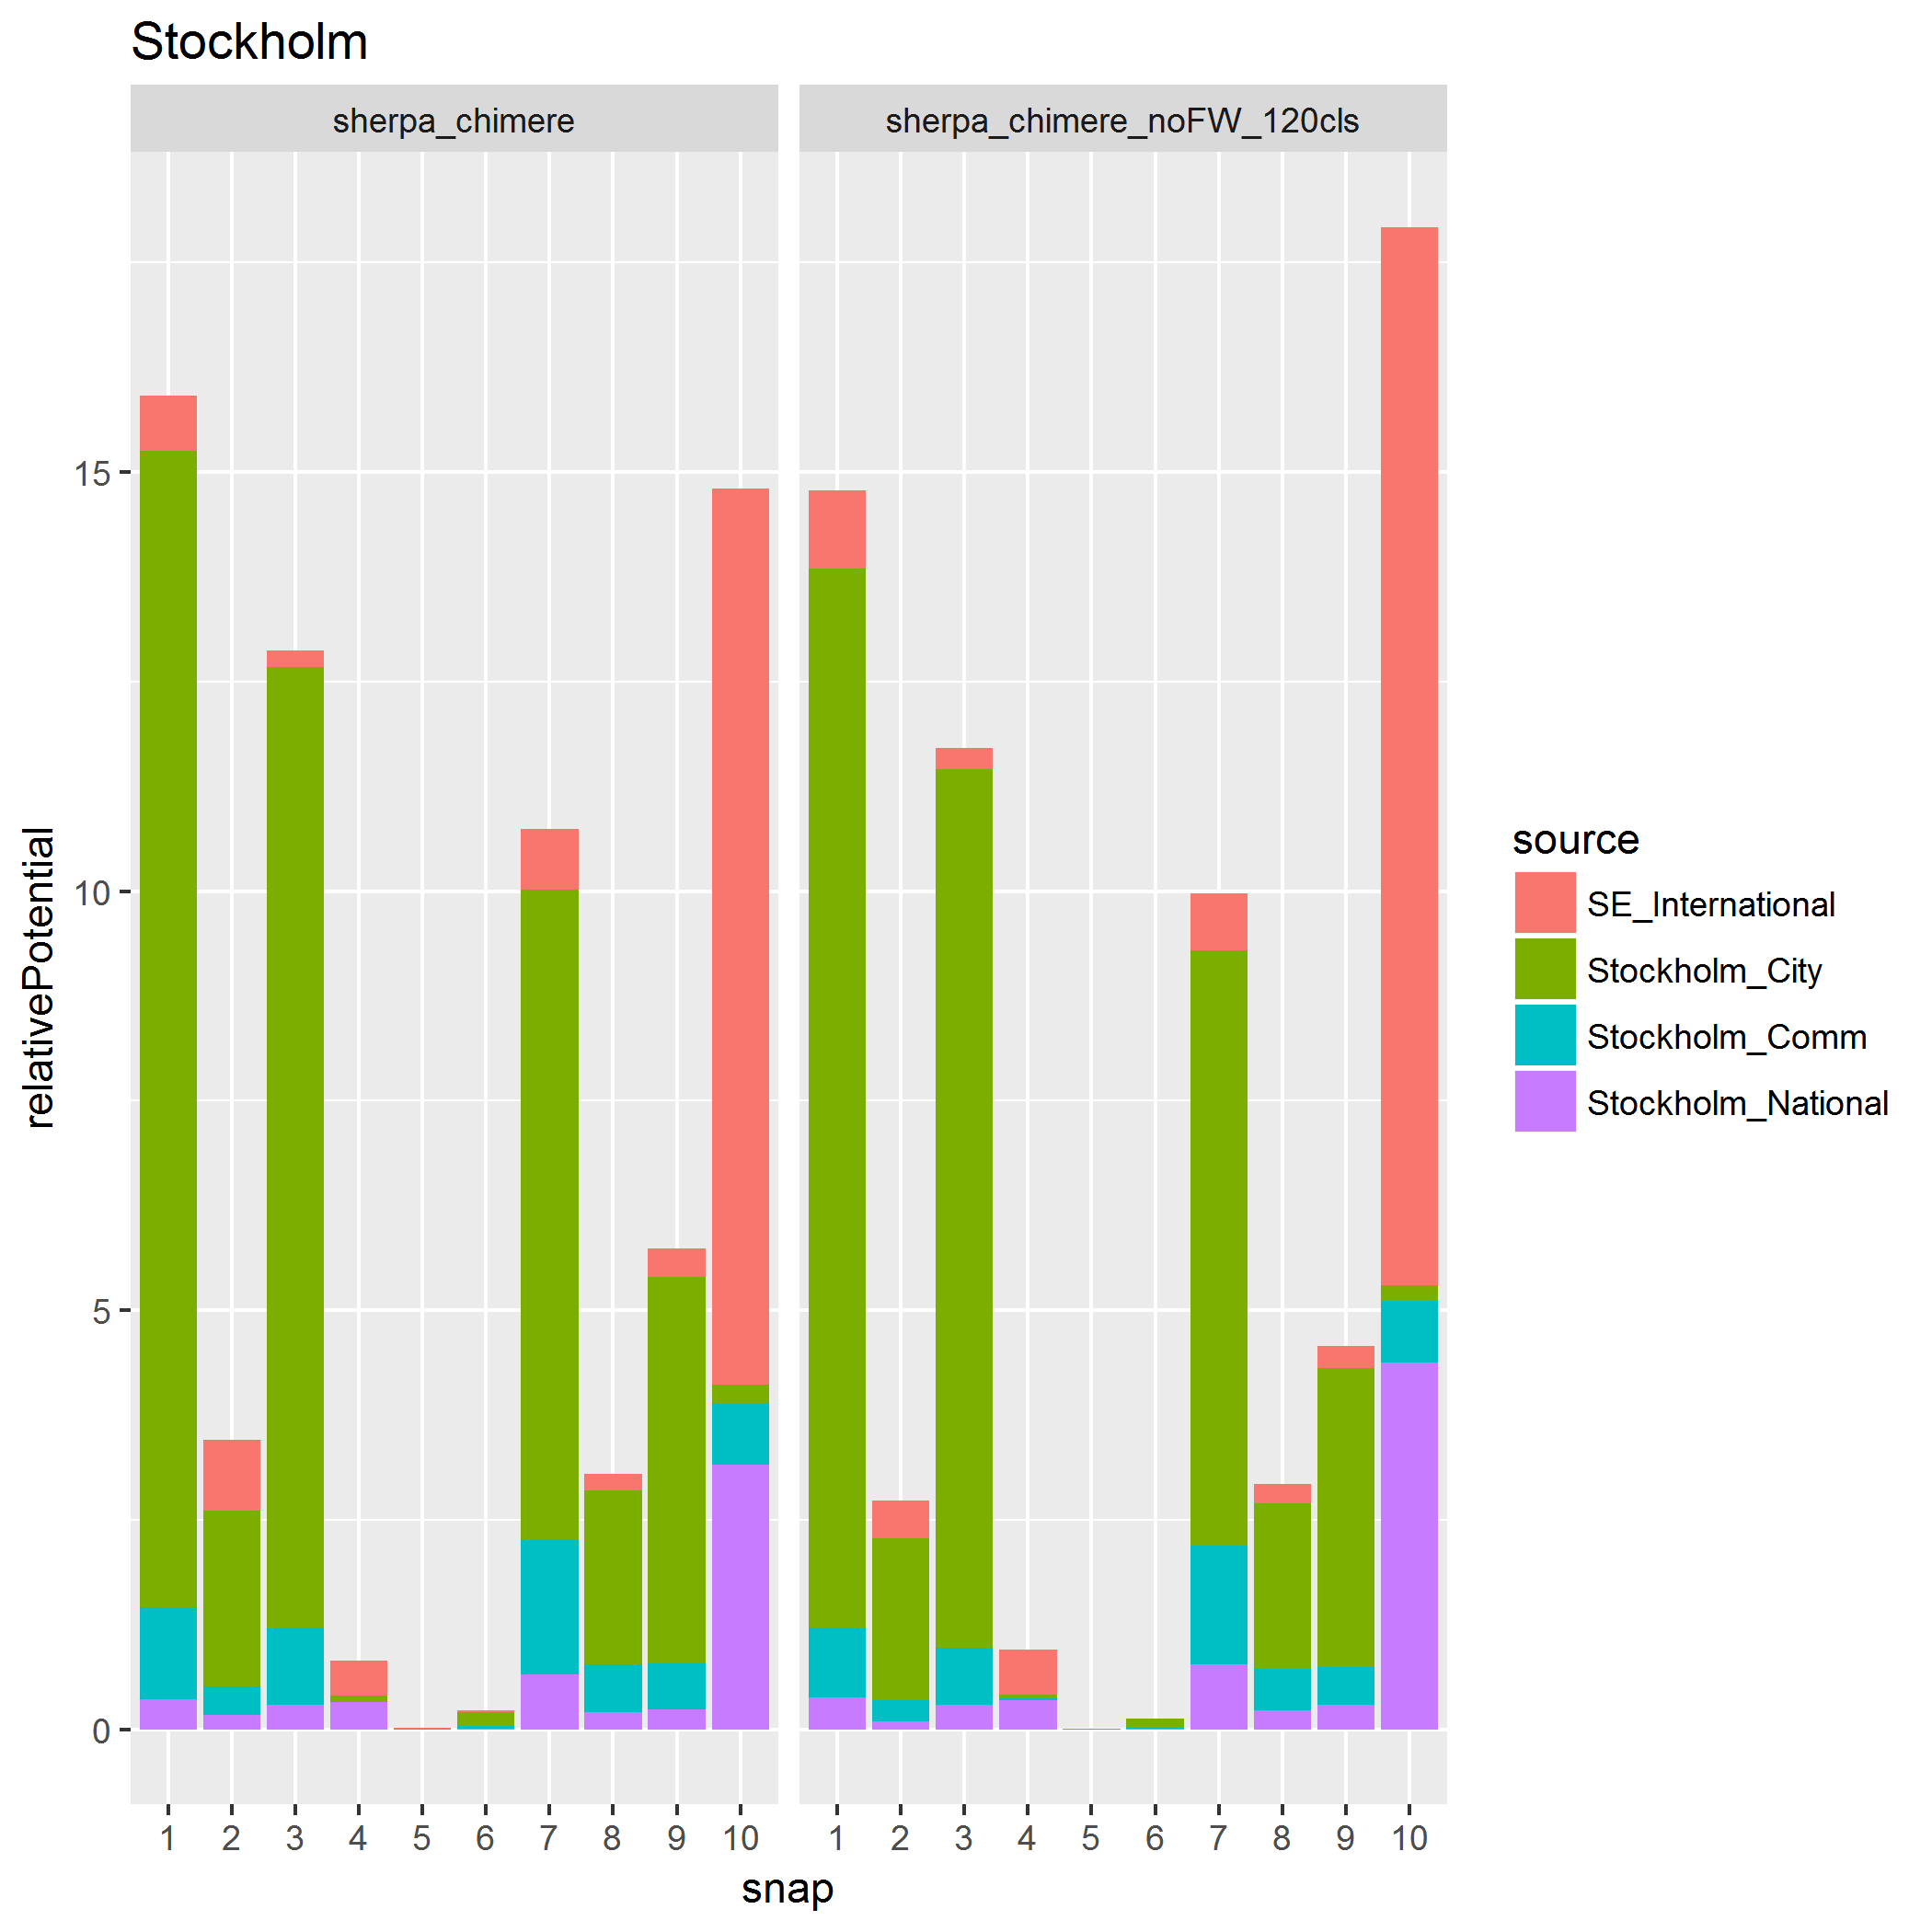 Stockholm
sherpa_chimere
sherpa_chimere_noFW_120cls
relativePotential
15
10
5
0
1 2 3 4 5 6 7 8 9 10
1 2 3 4 5 6 7 8 9 10
snap
source
SE_International
Stockholm_City
Stockholm_Comm
Stockholm_National